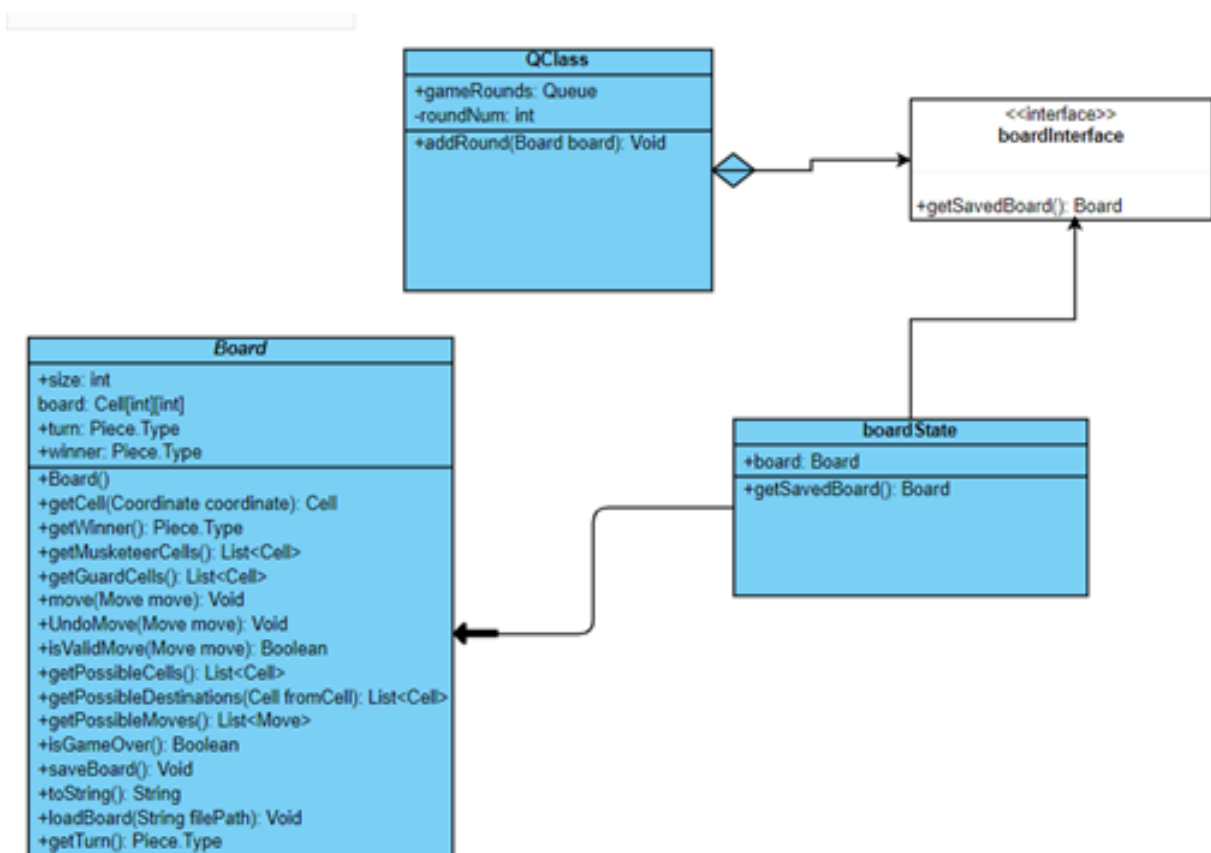 QClass
+gameRounds: Queue
-roundNum: int
+addRound(Board board): Void
<<interface>>
boardInterface
+getSavedBoard(): Board
Board
+size: int
board: Cell[int][int]
+turn: Piece.Type
+winner: Piece.Type
+Board()
+getCell(Coordinate coordinate): Cell
+getWinner(): Piece.Type
+getMusketeerCells(): List<Cell>
+getGuardCells(): List<Cell>
+move(Move move): Void
+UndoMove(Move move): Void
+isValidMove(Move move): Boolean
+getPossibleCells(): List<Cell>
+getPossibleDestinations(Cell fromCell): List<Cell>
+getPossibleMoves(): List<Move>
+isGameOver(): Boolean
+saveBoard(): Void
+toString(): String
+loadBoard(String filePath): Void
+getTurn(): Piece.Type
boardState
+board: Board
+getSavedBoard(): Board